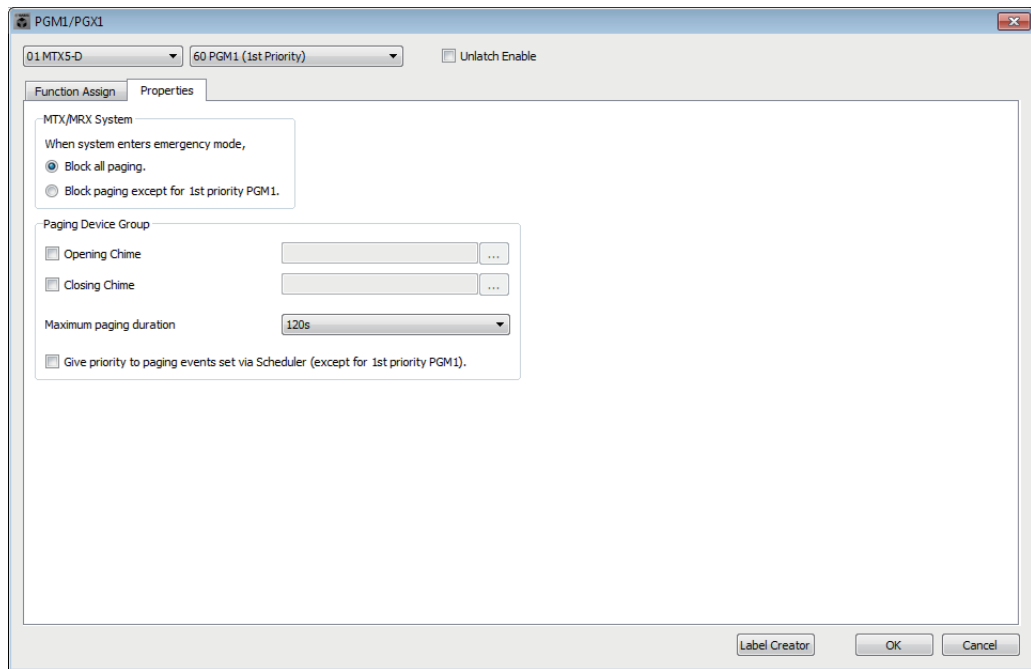 PGM1/PGX1
01 MTX5-D
60 PGM1 (1st Priority)
Unlatch Enable
Function Assign
Properties
MTX/MRX System
When system enters emergency mode,
Block all paging.
Block paging except for 1st priority PGM1.
Paging Device Group
Opening Chime
...
Closing Chime
...
Maximum paging duration
120s
Give priority to paging events set via Scheduler (except for 1st priority PGM1).
Label Creator
OK
Cancel